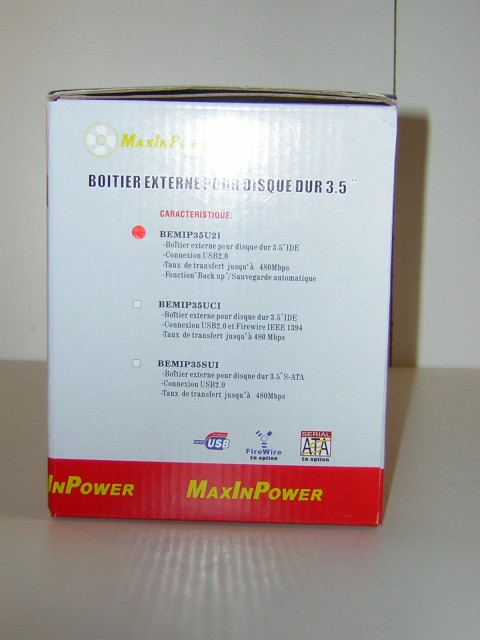 MAXINPOWER
BOITIER EXTERNE POUR DISQUE DUR 3.5"
CARACTERISTIQUE:
BEMIP35U2I
-Boîtier externe pour disque dur 3.5"IDE
-Connexion USB2.0
-Taux de transfert jusqu'à 480Mbps
-Fonction"Back up"/Sauvegarde automatique
BEMIP35UCI
-Boîtier externe pour disque dur 3.5"IDE
-Connexion USB2.0 et Firewire IEEE 1394
-Taux de transfert jusqu'à 480 Mbps
BEMIP35SUI
-Boîtier externe pour disque dur 3.5"S-ATA
-Connexion USB2.0
-Taux de transfert jusqu'à 480Mbps
USB
FireWire
En option
SERIAL
ATA
En option
INPOWER MAXINPOWER